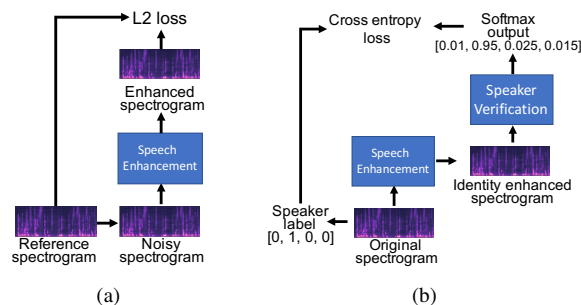 L2 loss
Enhanced
spectrogram
Speech
Enhancement
Reference
spectrogram
Noisy
spectrogram
(a)
Cross entropy
loss
Softmax
output
[0.01, 0.95, 0.025, 0.015]
Speaker
Verification
Speech
Enhancement
Identity enhanced
spectrogram
Speaker
label
[0, 1, 0, 0]
Original
spectrogram
(b)